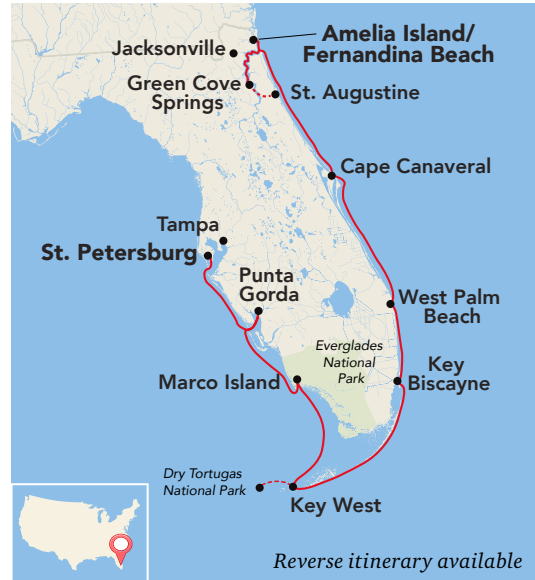 Amelia Island/
Fernandina Beach
Jacksonville
Green Cove
Springs
St. Augustine
Cape Canaveral
Tampa
St. Petersburg
Punta
Gorda
West Palm
Beach
Everglades
National
Park
Marco Island
Key
Biscayne
Dry Tortugas
National Park
Key West
Reverse itinerary available